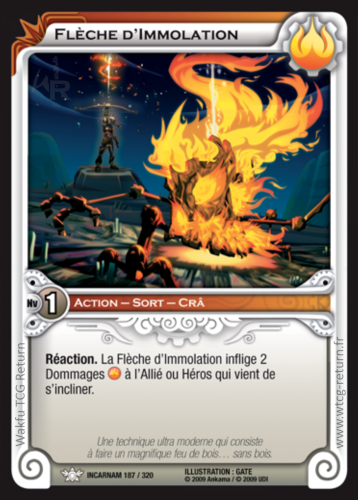 Flèche d'Immolation
Nv 1
Action – Sort – Crâ
Réaction. La Flèche d'Immolation inflige 2
Dommages à l'Allié ou Héros qui vient de
s'incliner.
Une technique ultra moderne qui consiste
à faire un magnifique feu de bois... sans bois.
INCARNAM 187 / 320
ILLUSTRATION : GATE
© 2009 Ankama / © 2009 UDI
Wakfu TCG Return
www.wtcg-return.fr